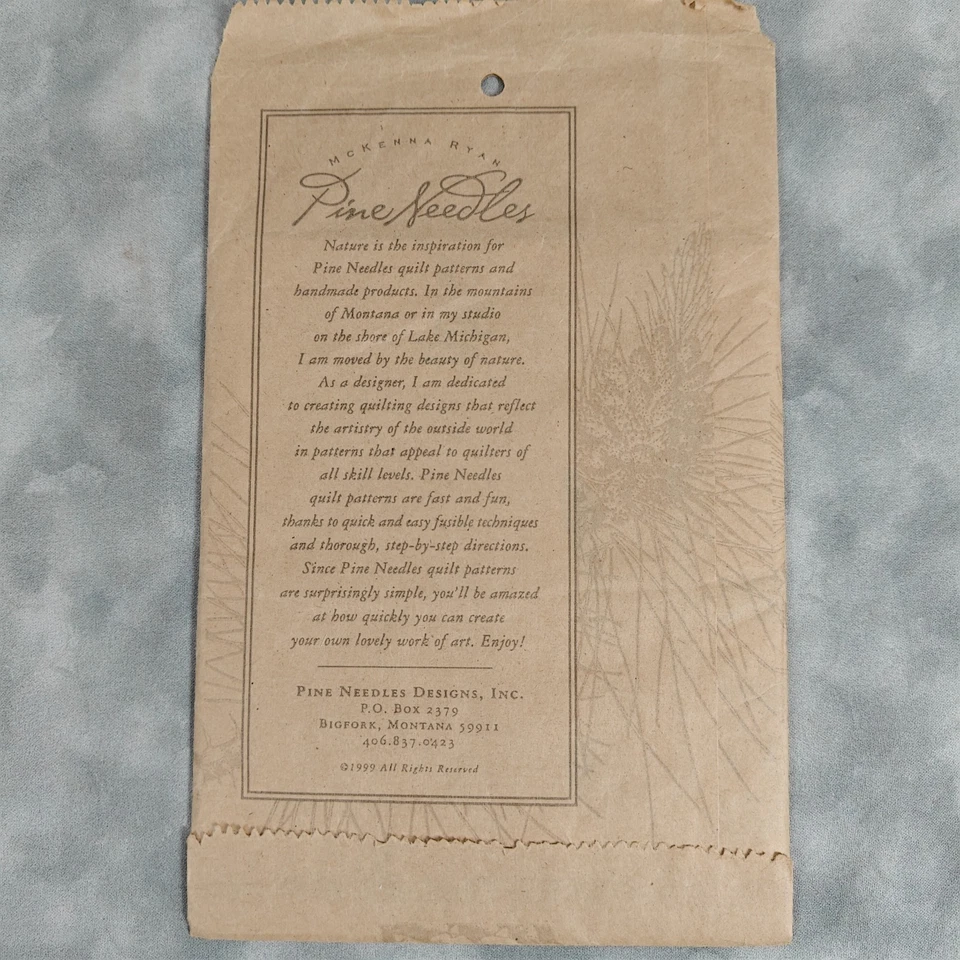 McKenna Ryan
Pine Needles
Nature is the inspiration for
Pine Needles quilt patterns and
handmade products. In the mountains
of Montana or in my studio
on the shore of Lake Michigan,
I am moved by the beauty of nature.
As a designer, I am dedicated
to creating quilting designs that reflect
the artistry of the outside world
in patterns that appeal to quilters of
all skill levels. Pine Needles
quilt patterns are fast and fun,
thanks to quick and easy fusible techniques
and thorough, step-by-step directions.
Since Pine Needles quilt patterns
are surprisingly simple, you'll be amazed
at how quickly you can create
your own lovely work of art. Enjoy!
Pine Needles Designs, Inc.
P.O. Box 2379
Bigfork, Montana 59911
406.837.0423
©1999 All Rights Reserved